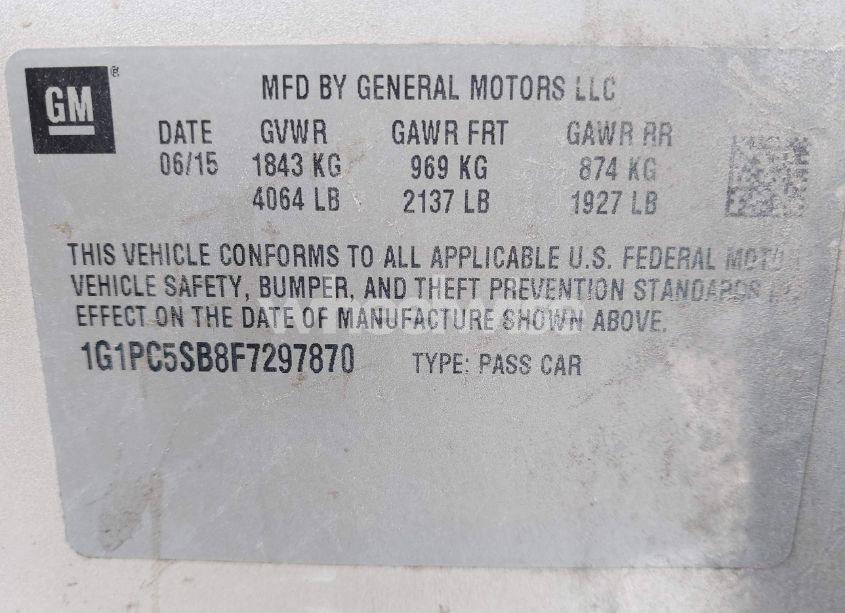 GM
MFD BY GENERAL MOTORS LLC
DATE GVWR GAWR FRT GAWR RR
06/15 1843 KG 969 KG 874 KG
4064 LB 2137 LB 1927 LB
THIS VEHICLE CONFORMS TO ALL APPLICABLE U.S. FEDERAL MOTOR
VEHICLE SAFETY, BUMPER, AND THEFT PREVENTION STANDARDS
EFFECT ON THE DATE OF MANUFACTURE SHOWN ABOVE.
1G1PC5SB8F7297870 TYPE: PASS CAR